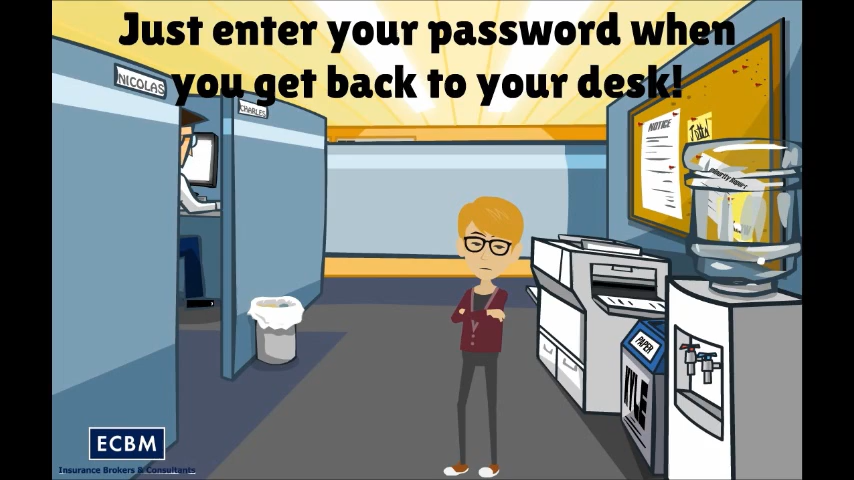 Just enter your password when
you get back to your desk!
NICOLAS
CHARLES
NOTICE
PAPER
KYLE
ECBM
Insurance Brokers & Consultants